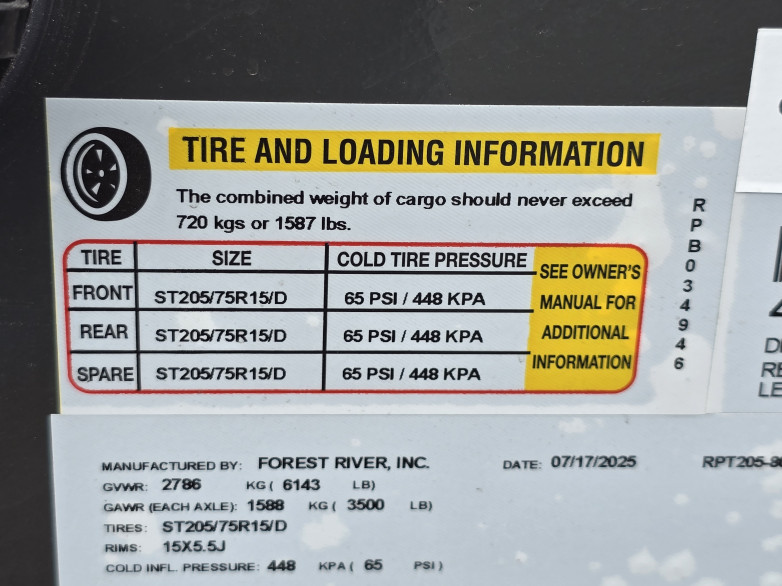 TIRE AND LOADING INFORMATION
The combined weight of cargo should never exceed
720 kgs or 1587 lbs.
TIRE SIZE COLD TIRE PRESSURE
FRONT ST205/75R15/D 65 PSI / 448 KPA
REAR ST205/75R15/D 65 PSI / 448 KPA
SPARE ST205/75R15/D 65 PSI / 448 KPA
SEE OWNER'S
MANUAL FOR
ADDITIONAL
INFORMATION
RPB034946
MANUFACTURED BY: FOREST RIVER, INC. DATE: 07/17/2025 RPT205-
GVWR: 2786 KG ( 6143 LB)
GAWR (EACH AXLE): 1588 KG ( 3500 LB)
TIRES: ST205/75R15/D
RIMS: 15X5.5J
COLD INFL. PRESSURE: 448 KPA ( 65 PSI )